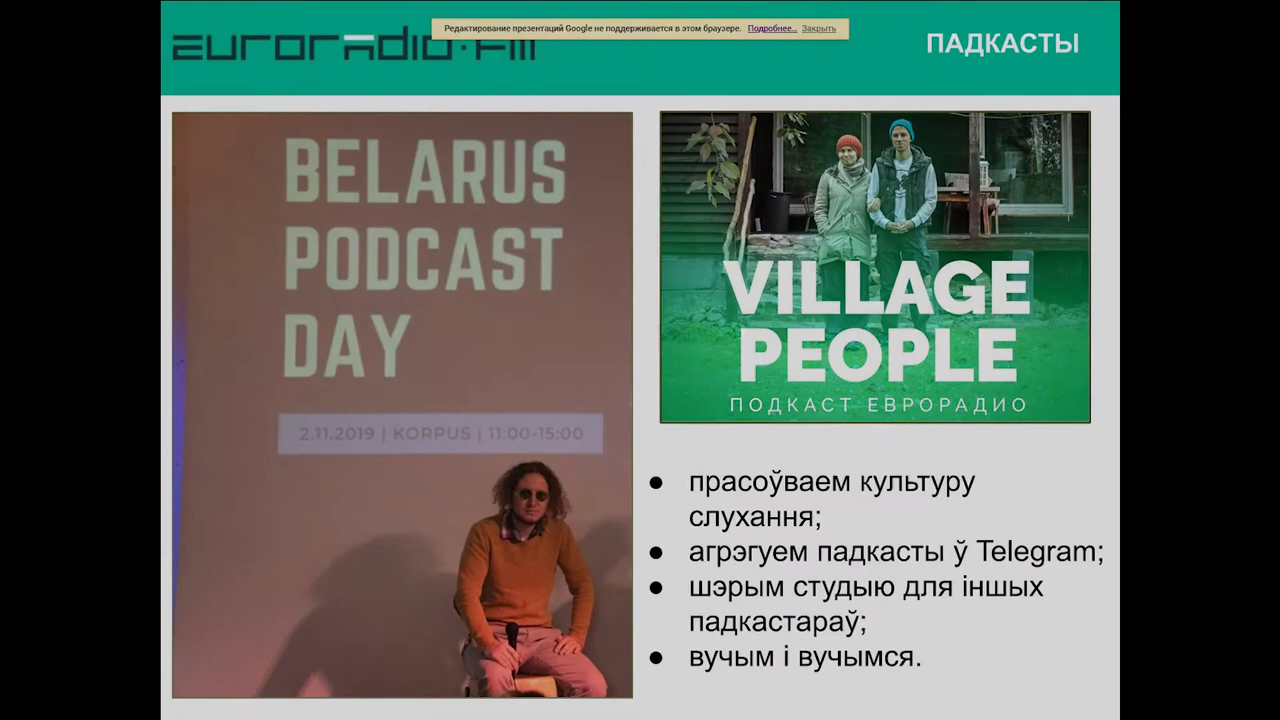 Редактирование презентаций Google не поддерживается в этом браузере. Подробнее... Закрыть
EURORADIO·FM
ПАДКАСТЫ
BELARUS
PODCAST
DAY
2.11.2019 | KORPUS | 11:00-15:00
VILLAGE
PEOPLE
ПОДКАСТ ЕВРОРАДИО
● прасоўваем культуру
слухання;
● агрэгуем падкасты ў Telegram;
● шэрым студыю для іншых
падкастараў;
● вучым і вучымся.